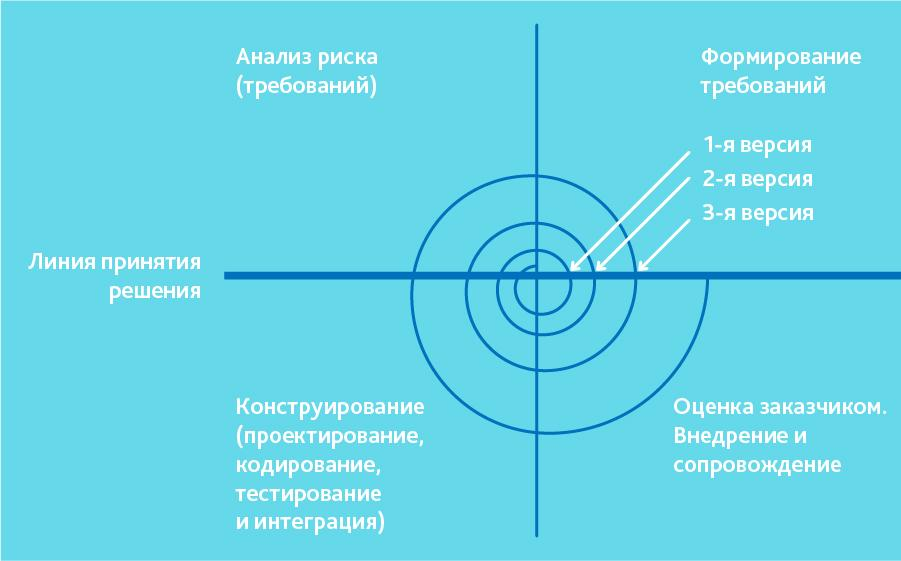 Анализ риска
(требований)
Формирование
требований
1-я версия
2-я версия
3-я версия
Линия принятия
решения
Конструирование
(проектирование,
кодирование,
тестирование
и интеграция)
Оценка заказчиком.
Внедрение и
сопровождение